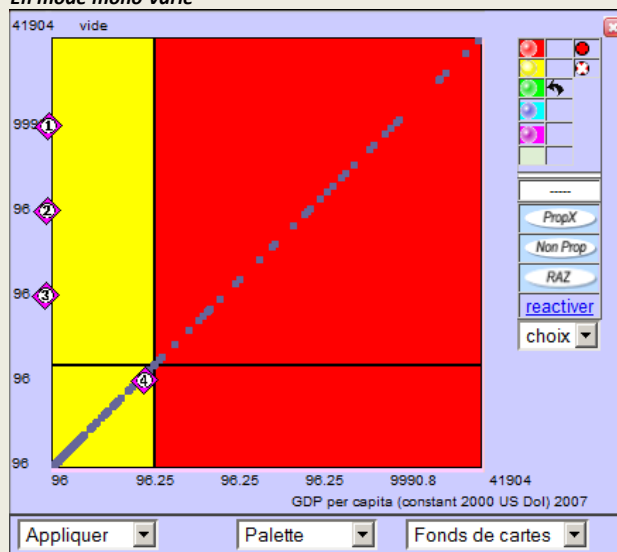 En mode mono-varié
41904 vide
9990
1
96
2
PropX
Non Prop
96
3
RAZ
reactiver
choix
96
4
96
96 96.25 96.25 96.25 9990.8 41904
GDP per capita (constant 2000 US Dol) 2007
Appliquer Palette Fonds de cartes